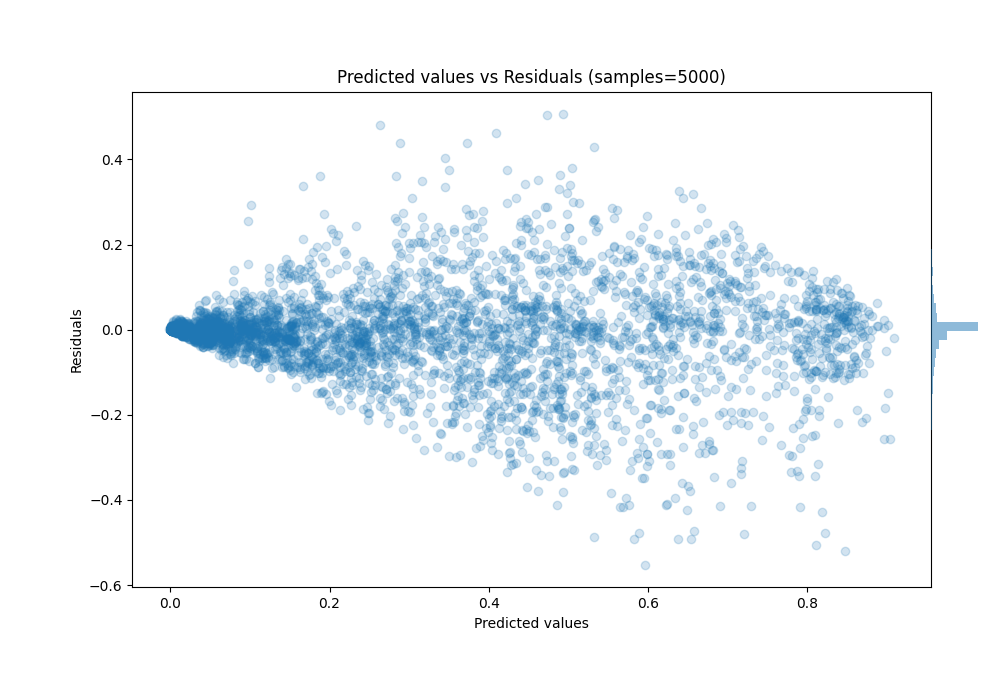 Predicted values vs Residuals (samples=5000)
Residuals
0.4
0.2
0.0
−0.2
−0.4
−0.6
0.0 0.2 0.4 0.6 0.8
Predicted values